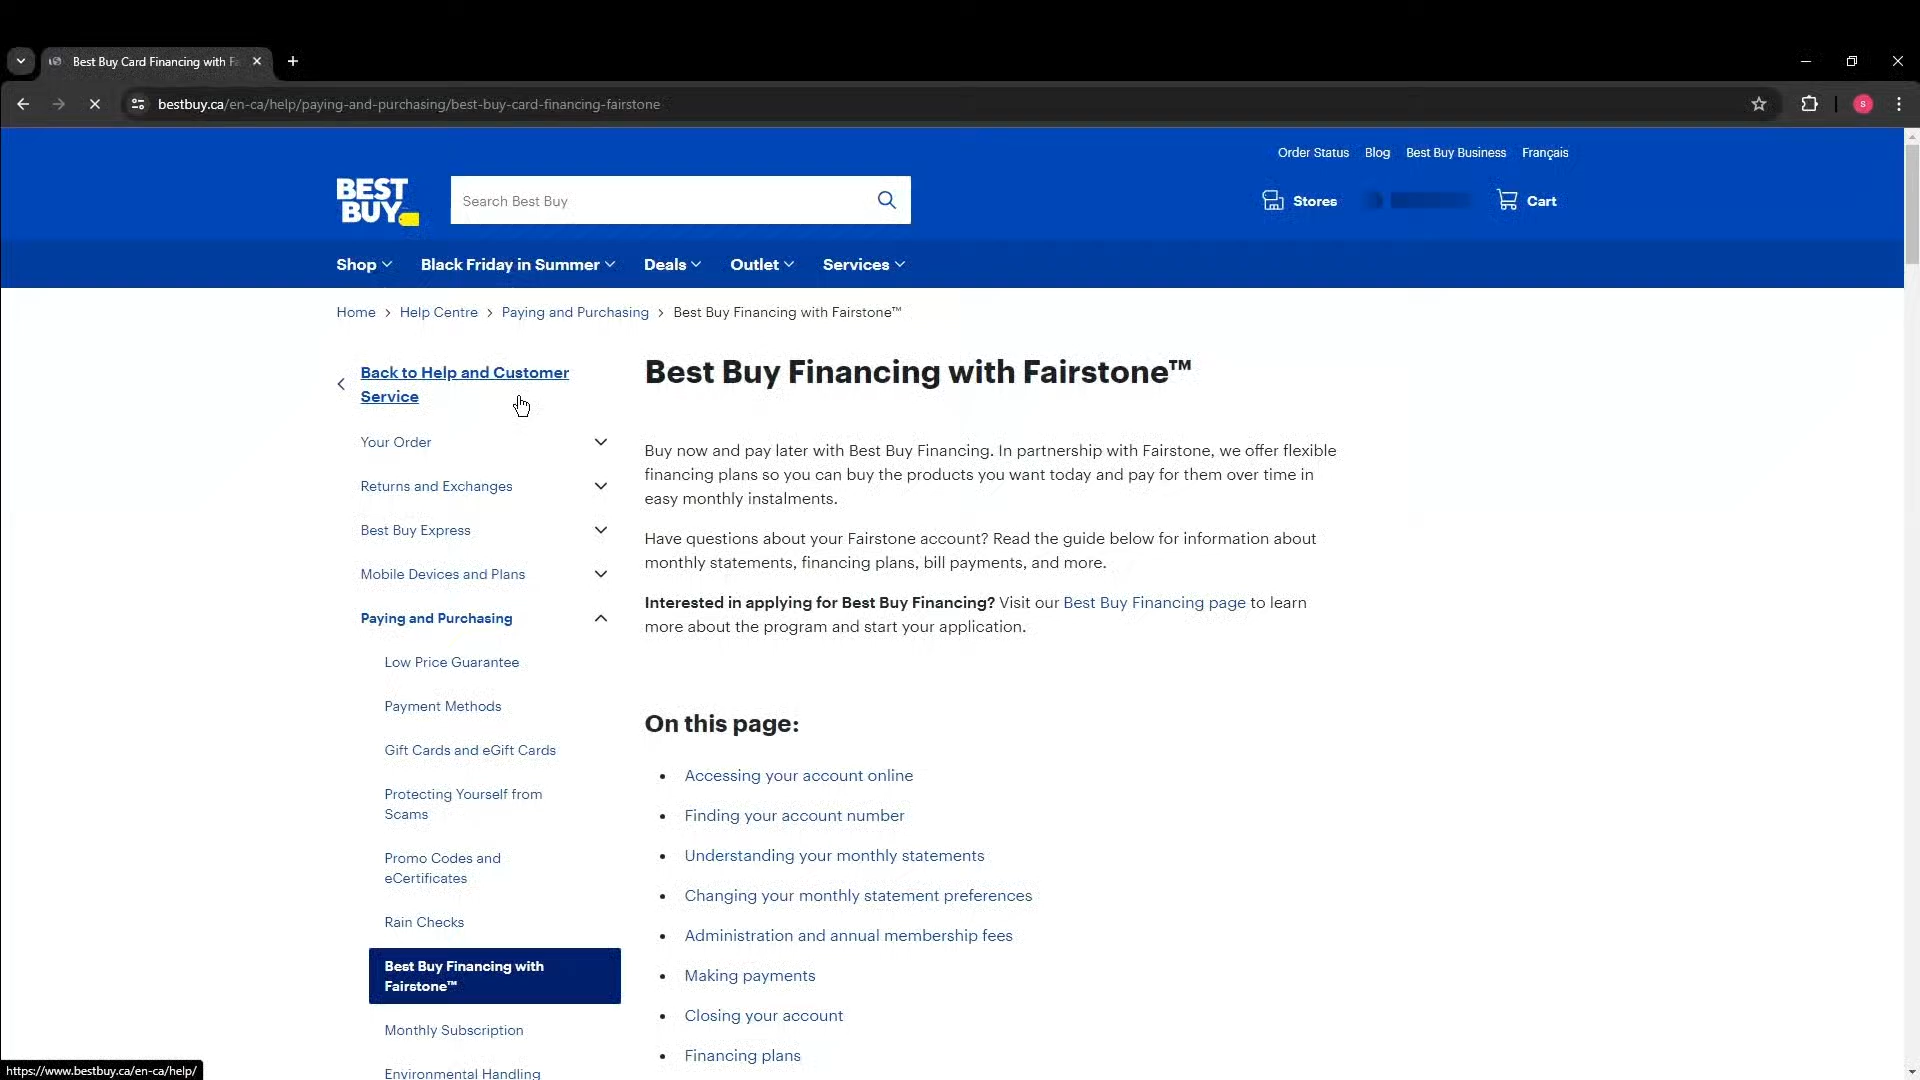 Best Buy Card Financing with Fa
bestbuy.ca/en-ca/help/paying-and-purchasing/best-buy-card-financing-fairstone
S
Order Status Blog Best Buy Business Français
BEST
BUY
Search Best Buy
Stores
Cart
Shop Black Friday in Summer Deals Outlet Services
Home > Help Centre > Paying and Purchasing > Best Buy Financing with Fairstone™
Back to Help and Customer
Service
Your Order
Returns and Exchanges
Best Buy Express
Mobile Devices and Plans
Paying and Purchasing
Low Price Guarantee
Payment Methods
Gift Cards and eGift Cards
Protecting Yourself from
Scams
Promo Codes and
eCertificates
Rain Checks
Best Buy Financing with
Fairstone™
Monthly Subscription
Environmental Handling
Best Buy Financing with Fairstone™
Buy now and pay later with Best Buy Financing. In partnership with Fairstone, we offer flexible
financing plans so you can buy the products you want today and pay for them over time in
easy monthly instalments.
Have questions about your Fairstone account? Read the guide below for information about
monthly statements, financing plans, bill payments, and more.
Interested in applying for Best Buy Financing? Visit our Best Buy Financing page to learn
more about the program and start your application.
On this page:
• Accessing your account online
• Finding your account number
• Understanding your monthly statements
• Changing your monthly statement preferences
• Administration and annual membership fees
• Making payments
• Closing your account
• Financing plans
https://www.bestbuy.ca/en-ca/help/